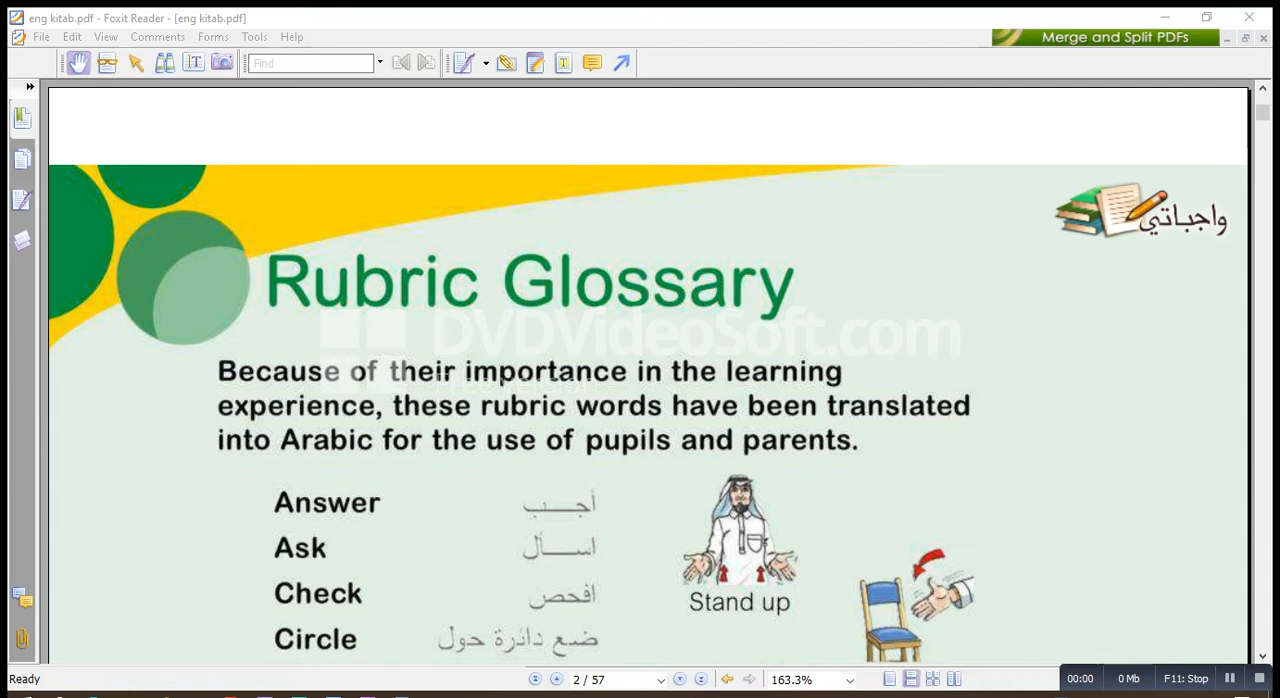 eng kitab.pdf - Foxit Reader - [eng kitab.pdf]
File Edit View Comments Forms Tools Help
Merge and Split PDFs
Find
واجباتي
Rubric Glossary
DVDVideoSoft.com
Free version
Because of their importance in the learning
experience, these rubric words have been translated
into Arabic for the use of pupils and parents.
Answer أجـــب
Ask اســـأل
Check افحص
Circle ضع دائرة حول
Stand up
Ready
2 / 57
163.3%
00:00 0 Mb F11: Stop